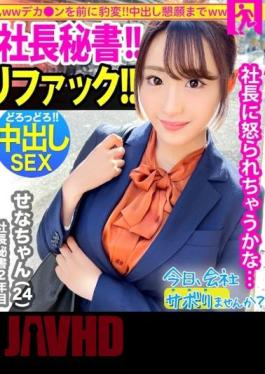 んwwデカ●ンを前に豹変!!中出し懇願までww
社長秘書!!
リファック!!
どろっどろ!!
中出し
SEX
社長に怒られちゃうかな…
せなちゃん(24)
社長秘書2年目
今日、会社
サボりませんか?
JAVHD